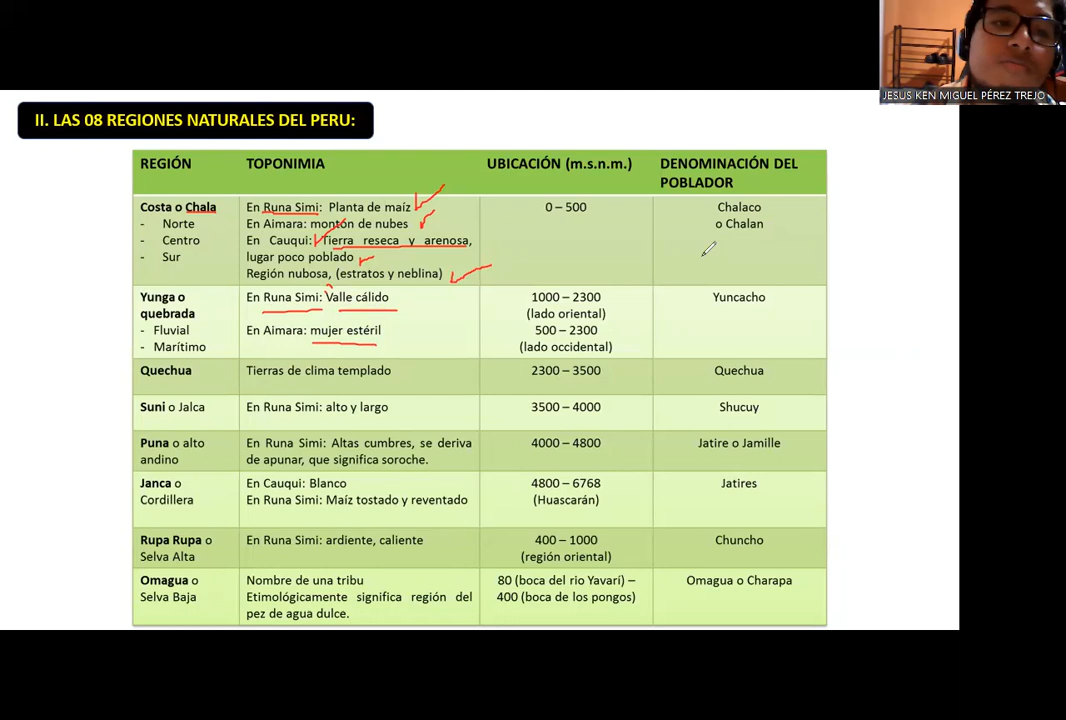 JESUS KEN MIGUEL PÉREZ TREJO
II. LAS 08 REGIONES NATURALES DEL PERU:
REGIÓN
TOPONIMIA
UBICACIÓN (m.s.n.m.)
DENOMINACIÓN DEL
POBLADOR
Costa o Chala
- Norte
- Centro
- Sur
En Runa Simi: Planta de maíz
En Aimara: montón de nubes
En Cauqui: Tierra reseca y arenosa,
lugar poco poblado
Región nubosa, (estratos y neblina)
0 – 500
Chalaco
o Chalan
Yunga o
quebrada
- Fluvial
- Marítimo
En Runa Simi: Valle cálido
En Aimara: mujer estéril
1000 – 2300
(lado oriental)
500 – 2300
(lado occidental)
Yuncacho
Quechua
Tierras de clima templado
2300 – 3500
Quechua
Suni o Jalca
En Runa Simi: alto y largo
3500 – 4000
Shucuy
Puna o alto
andino
En Runa Simi: Altas cumbres, se deriva
de apunar, que significa soroche.
4000 – 4800
Jatire o Jamille
Janca o
Cordillera
En Cauqui: Blanco
En Runa Simi: Maíz tostado y reventado
4800 – 6768
(Huascarán)
Jatires
Rupa Rupa o
Selva Alta
En Runa Simi: ardiente, caliente
400 – 1000
(región oriental)
Chuncho
Omagua o
Selva Baja
Nombre de una tribu
Etimológicamente significa región del
pez de agua dulce.
80 (boca del rio Yavarí) –
400 (boca de los pongos)
Omagua o Charapa